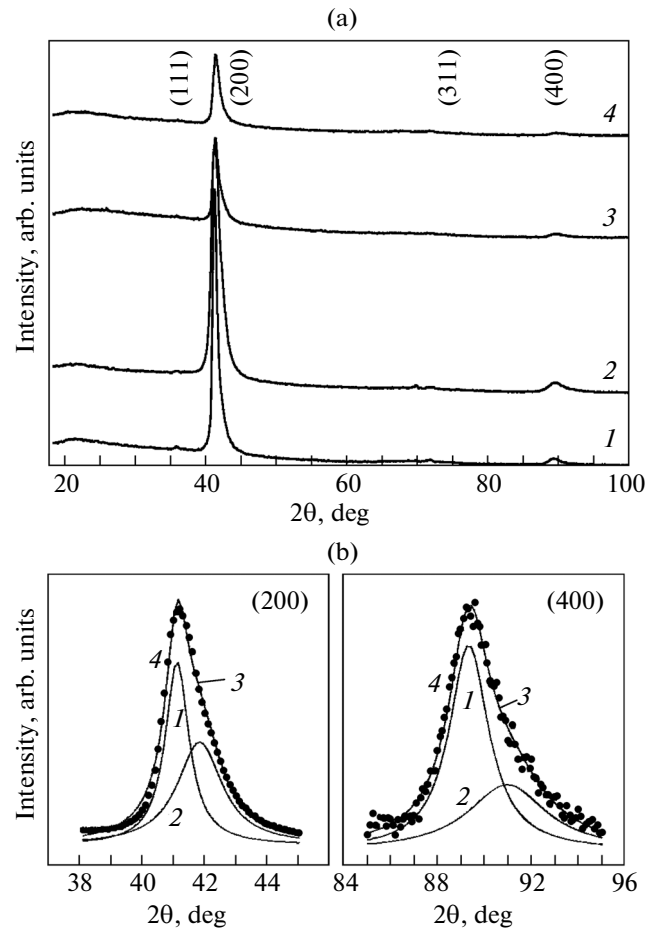 (a)
(111)
(200)
(311)
(400)
4
3
2
1
Intensity, arb. units
20 40 60 80 100
2θ, deg
(b)
(200)
4
1
3
2
Intensity, arb. units
38 40 42 44 46
2θ, deg
(400)
4
1
3
2
84 88 92 96
2θ, deg